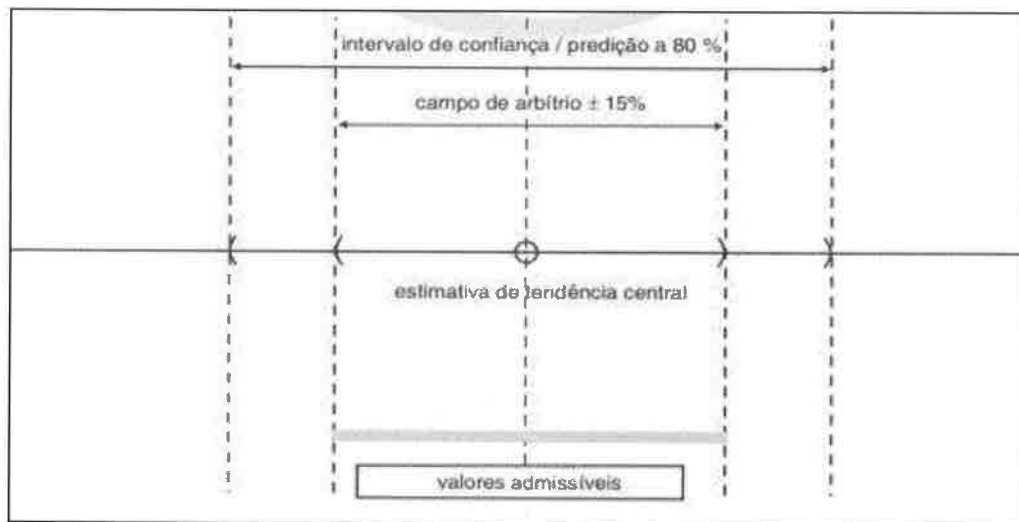 intervalo de confiança / predição a 80 %
campo de arbítrio ± 15%
estimativa de tendência central
valores admissíveis